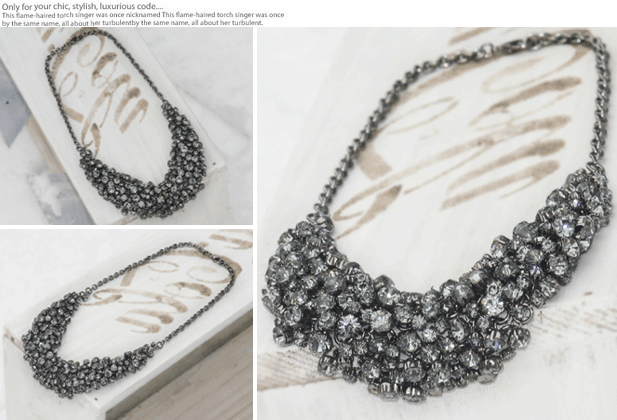 Only for your chic, stylish, luxurious code....
This flame-haired torch singer was once nicknamed This flame-haired torch singer was once
by the same name, all about her turbulentby the same name, all about her turbulent.